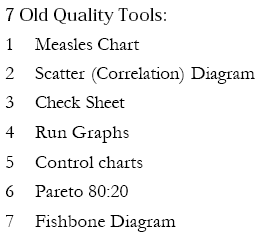 7 Old Quality Tools:
1 Measles Chart
2 Scatter (Correlation) Diagram
3 Check Sheet
4 Run Graphs
5 Control charts
6 Pareto 80:20
7 Fishbone Diagram